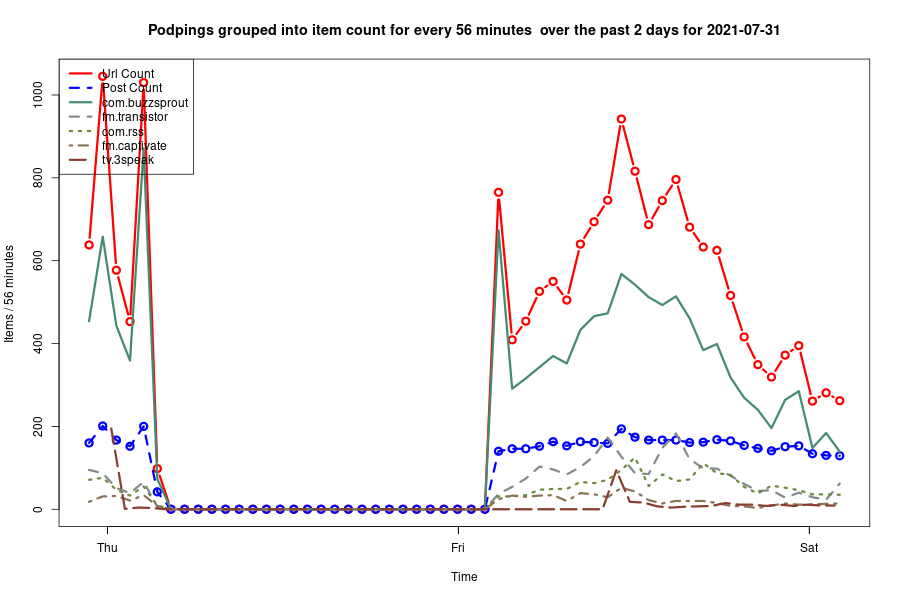 Podpings grouped into item count for every 56 minutes  over the past 2 days for 2021-07-31
Url Count
Post Count
com.buzzsprout
fm.transistor
com.rss
fm.captivate
tv.3speak
1000
800
600
400
200
0
Items / 56 minutes
Thu
Fri
Sat
Time